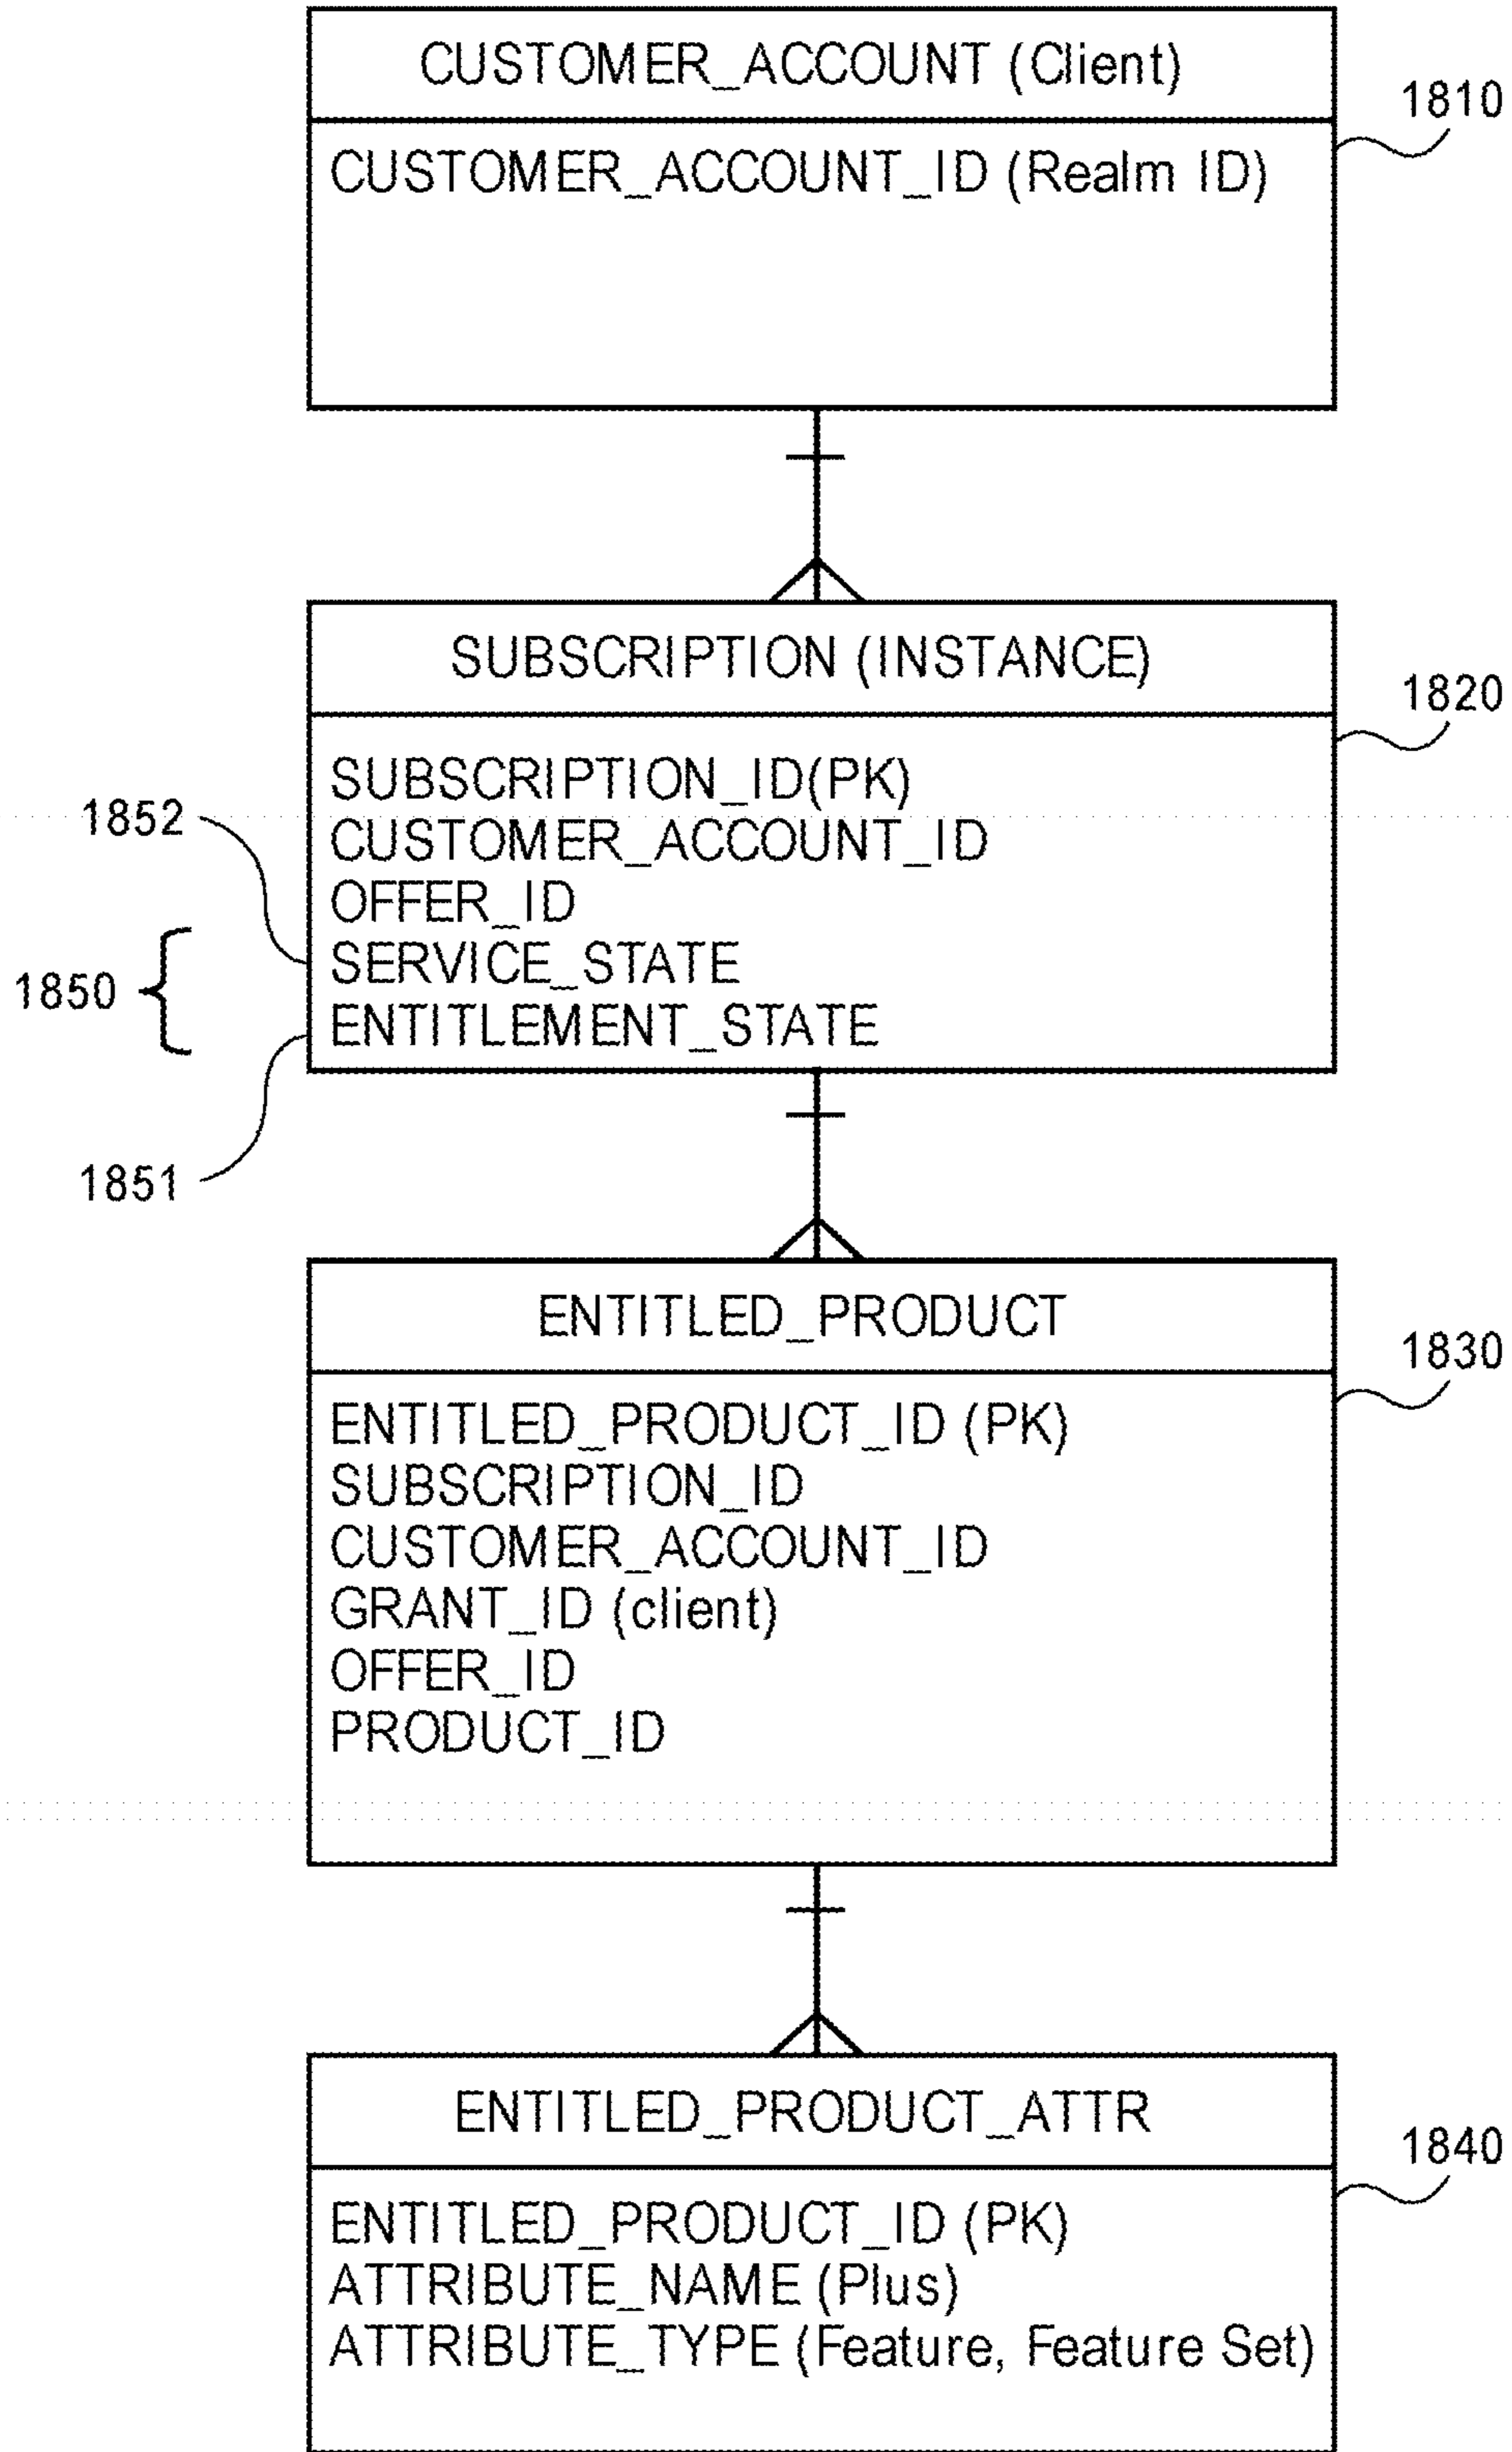 CUSTOMER_ACCOUNT (Client)
1810
CUSTOMER_ACCOUNT_ID (Realm ID)
SUBSCRIPTION (INSTANCE)
1820
SUBSCRIPTION_ID(PK)
1852
CUSTOMER_ACCOUNT_ID
OFFER_ID
SERVICE_STATE
1850
ENTITLEMENT_STATE
1851
ENTITLED_PRODUCT
1830
ENTITLED_PRODUCT_ID (PK)
SUBSCRIPTION_ID
CUSTOMER_ACCOUNT_ID
GRANT_ID (client)
OFFER_ID
PRODUCT_ID
ENTITLED_PRODUCT_ATTR
1840
ENTITLED_PRODUCT_ID (PK)
ATTRIBUTE_NAME (Plus)
ATTRIBUTE_TYPE (Feature, Feature Set)